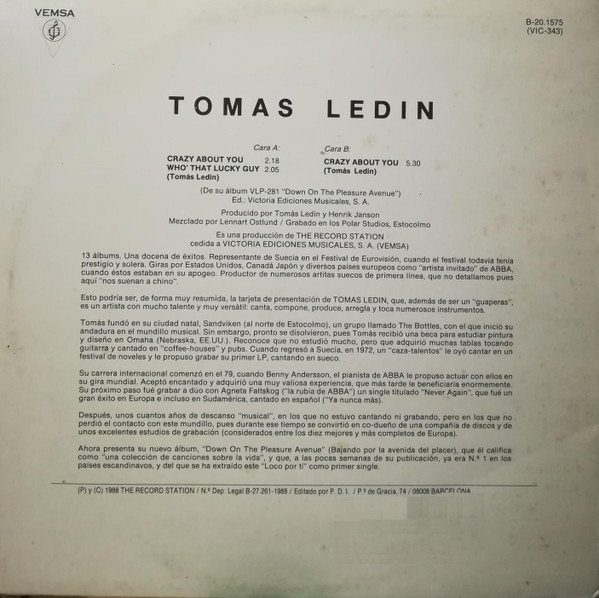 VEMSA
B-20.1575
(VIC-343)
TOMAS LEDIN
Cara A:
CRAZY ABOUT YOU 2.18
WHO' THAT LUCKY GUY 2.05
(Tomás Ledin)
Cara B:
CRAZY ABOUT YOU 5.30
(Tomás Ledin)
(De su álbum VLP-281 "Down On The Pleasure Avenue")
Ed.: Victoria Ediciones Musicales, S. A.
Producido por Tomás Ledin y Henrik Janson
Mezclado por Lennart Ostlund / Grabado en los Polar Studios, Estocolmo
Es una producción de THE RECORD STATION
cedida a VICTORIA EDICIONES MUSICALES, S. A. (VEMSA)
13 álbums. Una docena de éxitos. Representante de Suecia en el Festival de Eurovisión, cuando el festival todavía tenía
prestigio y solera. Giras por Estados Unidos, Canadá Japón y diversos países europeos como "artista invitado" de ABBA,
cuando éstos estaban en su apogeo. Productor de numerosos artitas suecos de primera línea, que no detallamos pues
aquí "nos suenan a chino".
Esto podría ser, de forma muy resumida, la tarjeta de presentación de TOMAS LEDIN, que, además de ser un "guaperas",
es un artista con mucho talente y muy versátil: canta, compone, produce, arregla y toca numerosos instrumentos.
Tomás fundó en su ciudad natal, Sandviken (al norte de Estocolmo), un grupo llamado The Bottles, con el que inició su
andadura en el mundillo musical. Sin embargo, pronto se disolvieron, pues Tomás recibió una beca para estudiar pintura
y diseño en Omaha (Nebraska, EE.UU.). Reconoce que no estudió mucho, pero que adquirió muchas tablas tocando
guitarra y cantado en "coffee-houses" y pubs. Cuando regresó a Suecia, en 1972, un "caza-talentos" le oyó cantar en un
festival de noveles y le propuso grabar su primer LP, cantando en sueco.
Su carrera internacional comenzó en el 79, cuando Benny Andersson, el pianista de ABBA le propuso actuar con ellos en
su gira mundial. Aceptó encantado y adquirió una muy valiosa experiencia, que más tarde le beneficiaría enormemente.
Su próximo paso fué grabar a dúo con Agneta Faltskog ("la rubia de ABBA") un single titulado "Never Again", que fué un
gran éxito en Europa e incluso en Sudamérica, cantado en español ("Ya nunca más").
Después, unos cuantos años de descanso "musical", en los que no estuvo cantando ni grabando, pero en los que no
perdió el contacto con este mundillo, pues durante ese tiempo se convirtió en co-dueño de una compañía de discos y de
unos excelentes estudios de grabación (considerados entre los diez mejores y más completos de Europa).
Ahora presenta su nuevo álbum, "Down On The Pleasure Avenue" (Bajando por la avenida del placer), que él califica
como "una colección de canciones sobre la vida", y que, a las pocas semanas de su publicación, ya era N.º 1 en los
países escandinavos, y del que se ha extraído este "Loco por ti" como primer single.
(P) y (C) 1988 THE RECORD STATION / N.º Dep. Legal B-27.261-1988 / Editado por P. D. I. / P.º de Gracia, 74 / 08008 BARCELONA